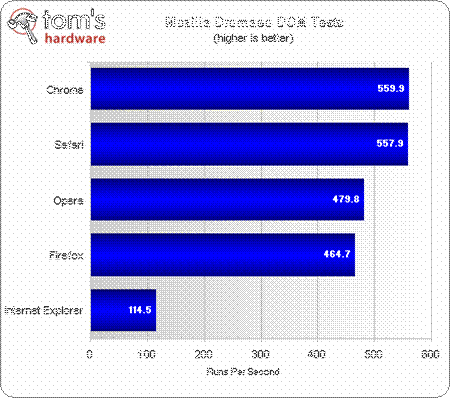 tom's
hardware
Mozilla Dromaeo DOM Tests
(higher is better)
Chrome
559.9
Safari
557.9
Opera
479.8
Firefox
464.7
Internet Explorer
114.5
0 100 200 300 400 500 600
Runs Per Second